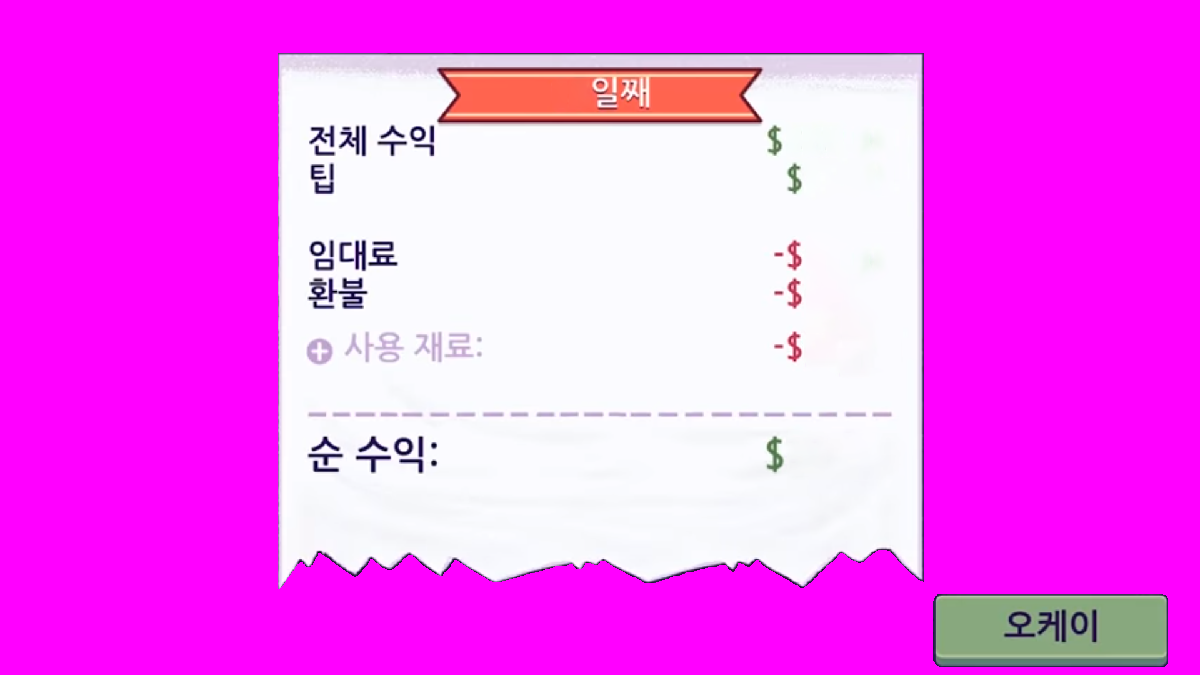 일째
전체 수익 $
팁 $
임대료 -$
환불 -$
사용 재료: -$
순 수익: $
오케이